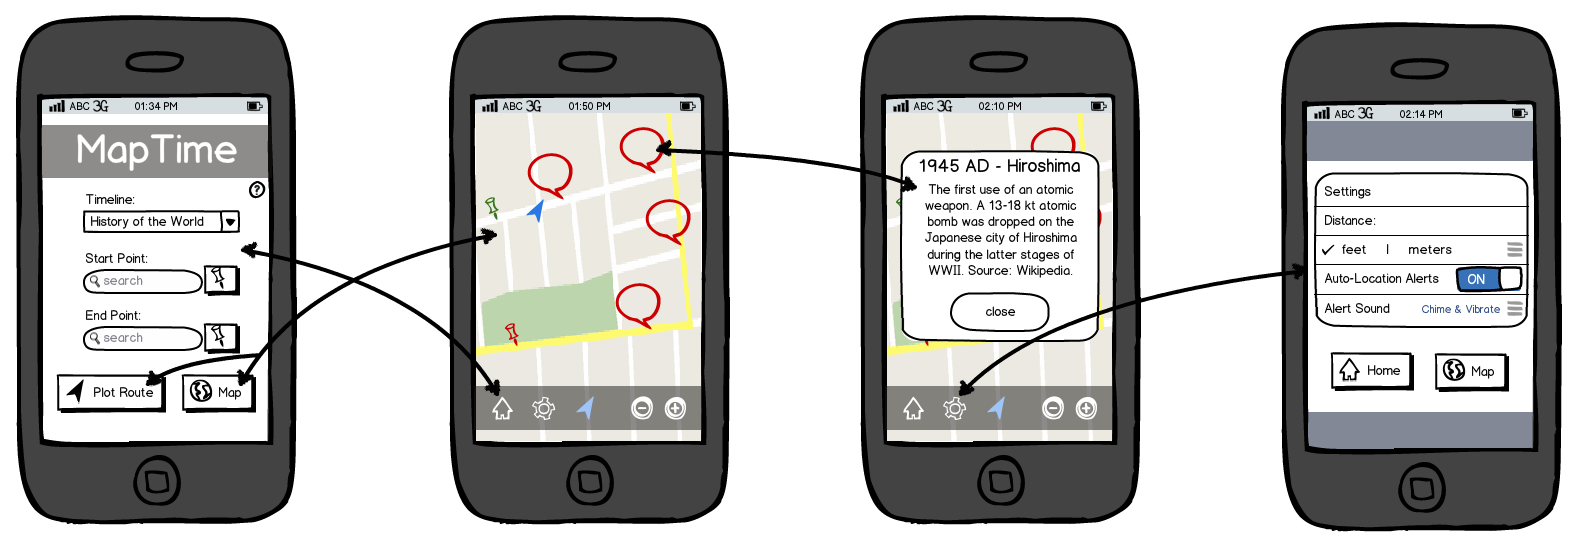 ABC 3G 01:34 PM
MapTime
?
Timeline:
History of the World
Start Point:
search
End Point:
search
Plot Route
Map
ABC 3G 01:50 PM
ABC 3G 02:10 PM
1945 AD - Hiroshima
The first use of an atomic
weapon. A 13-18 kt atomic
bomb was dropped on the
Japanese city of Hiroshima
during the latter stages of
WWII. Source: Wikipedia.
close
ABC 3G 02:14 PM
Settings
Distance:
✓ feet | meters
Auto-Location Alerts ON
Alert Sound Chime & Vibrate
Home
Map